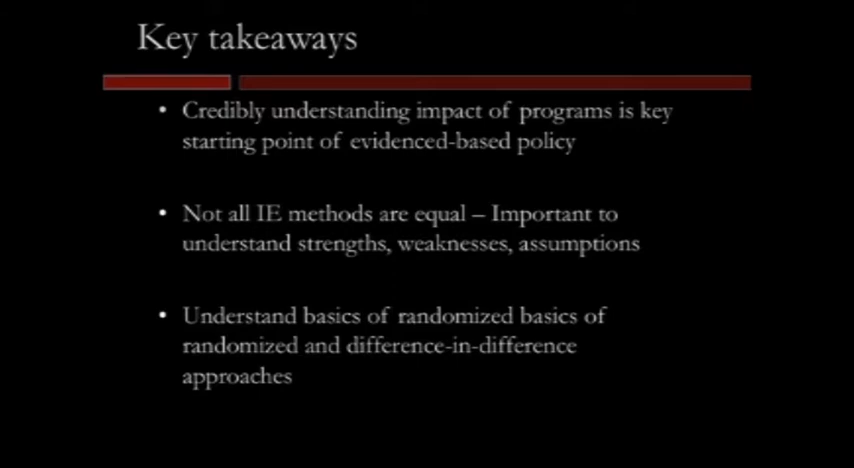 Key takeaways
• Credibly understanding impact of programs is key
starting point of evidenced-based policy
• Not all IE methods are equal – Important to
understand strengths, weaknesses, assumptions
• Understand basics of randomized basics of
randomized and difference-in-difference
approaches